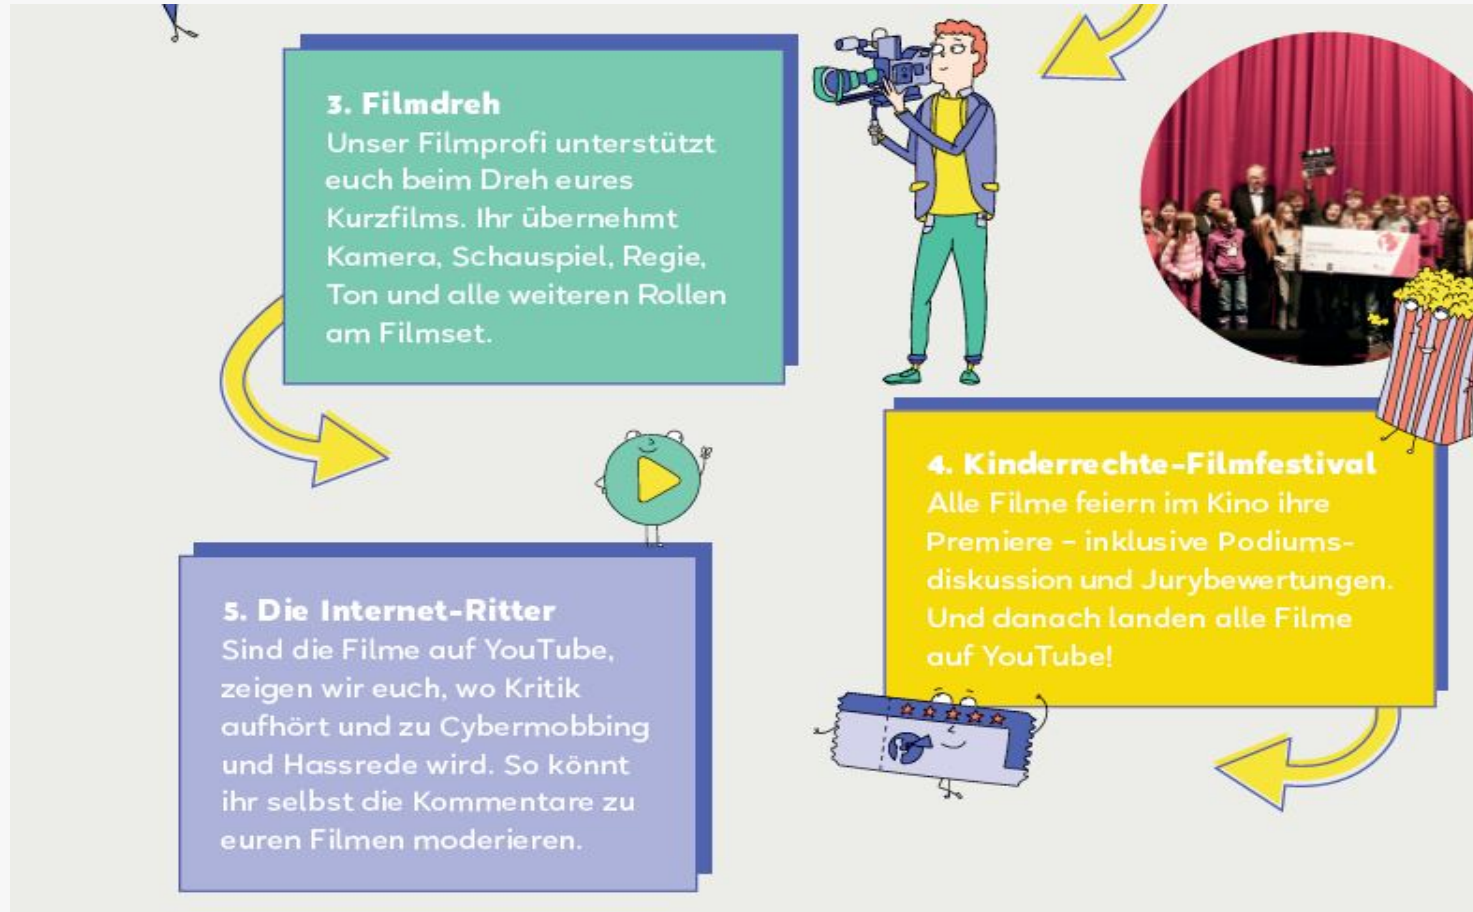 3. Filmdreh
Unser Filmprofi unterstützt
euch beim Dreh eures
Kurzfilms. Ihr übernehmt
Kamera, Schauspiel, Regie,
Ton und alle weiteren Rollen
am Filmset.
4. Kinderrechte-Filmfestival
Alle Filme feiern im Kino ihre
Premiere – inklusive Podiums-
diskussion und Jurybewertungen.
Und danach landen alle Filme
auf YouTube!
5. Die Internet-Ritter
Sind die Filme auf YouTube,
zeigen wir euch, wo Kritik
aufhört und zu Cybermobbing
und Hassrede wird. So könnt
ihr selbst die Kommentare zu
euren Filmen moderieren.